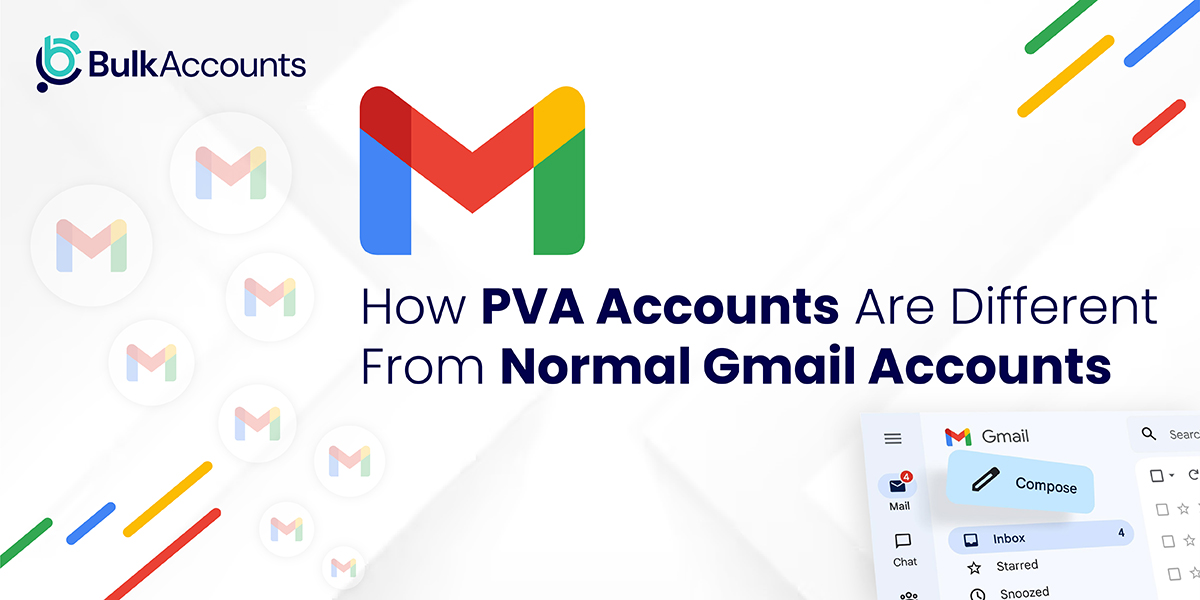 BulkAccounts
How PVA Accounts Are Different
From Normal Gmail Accounts
Gmail
Searc
4
Compose
Mail
Inbox 4
Chat
Starred
Snoozed